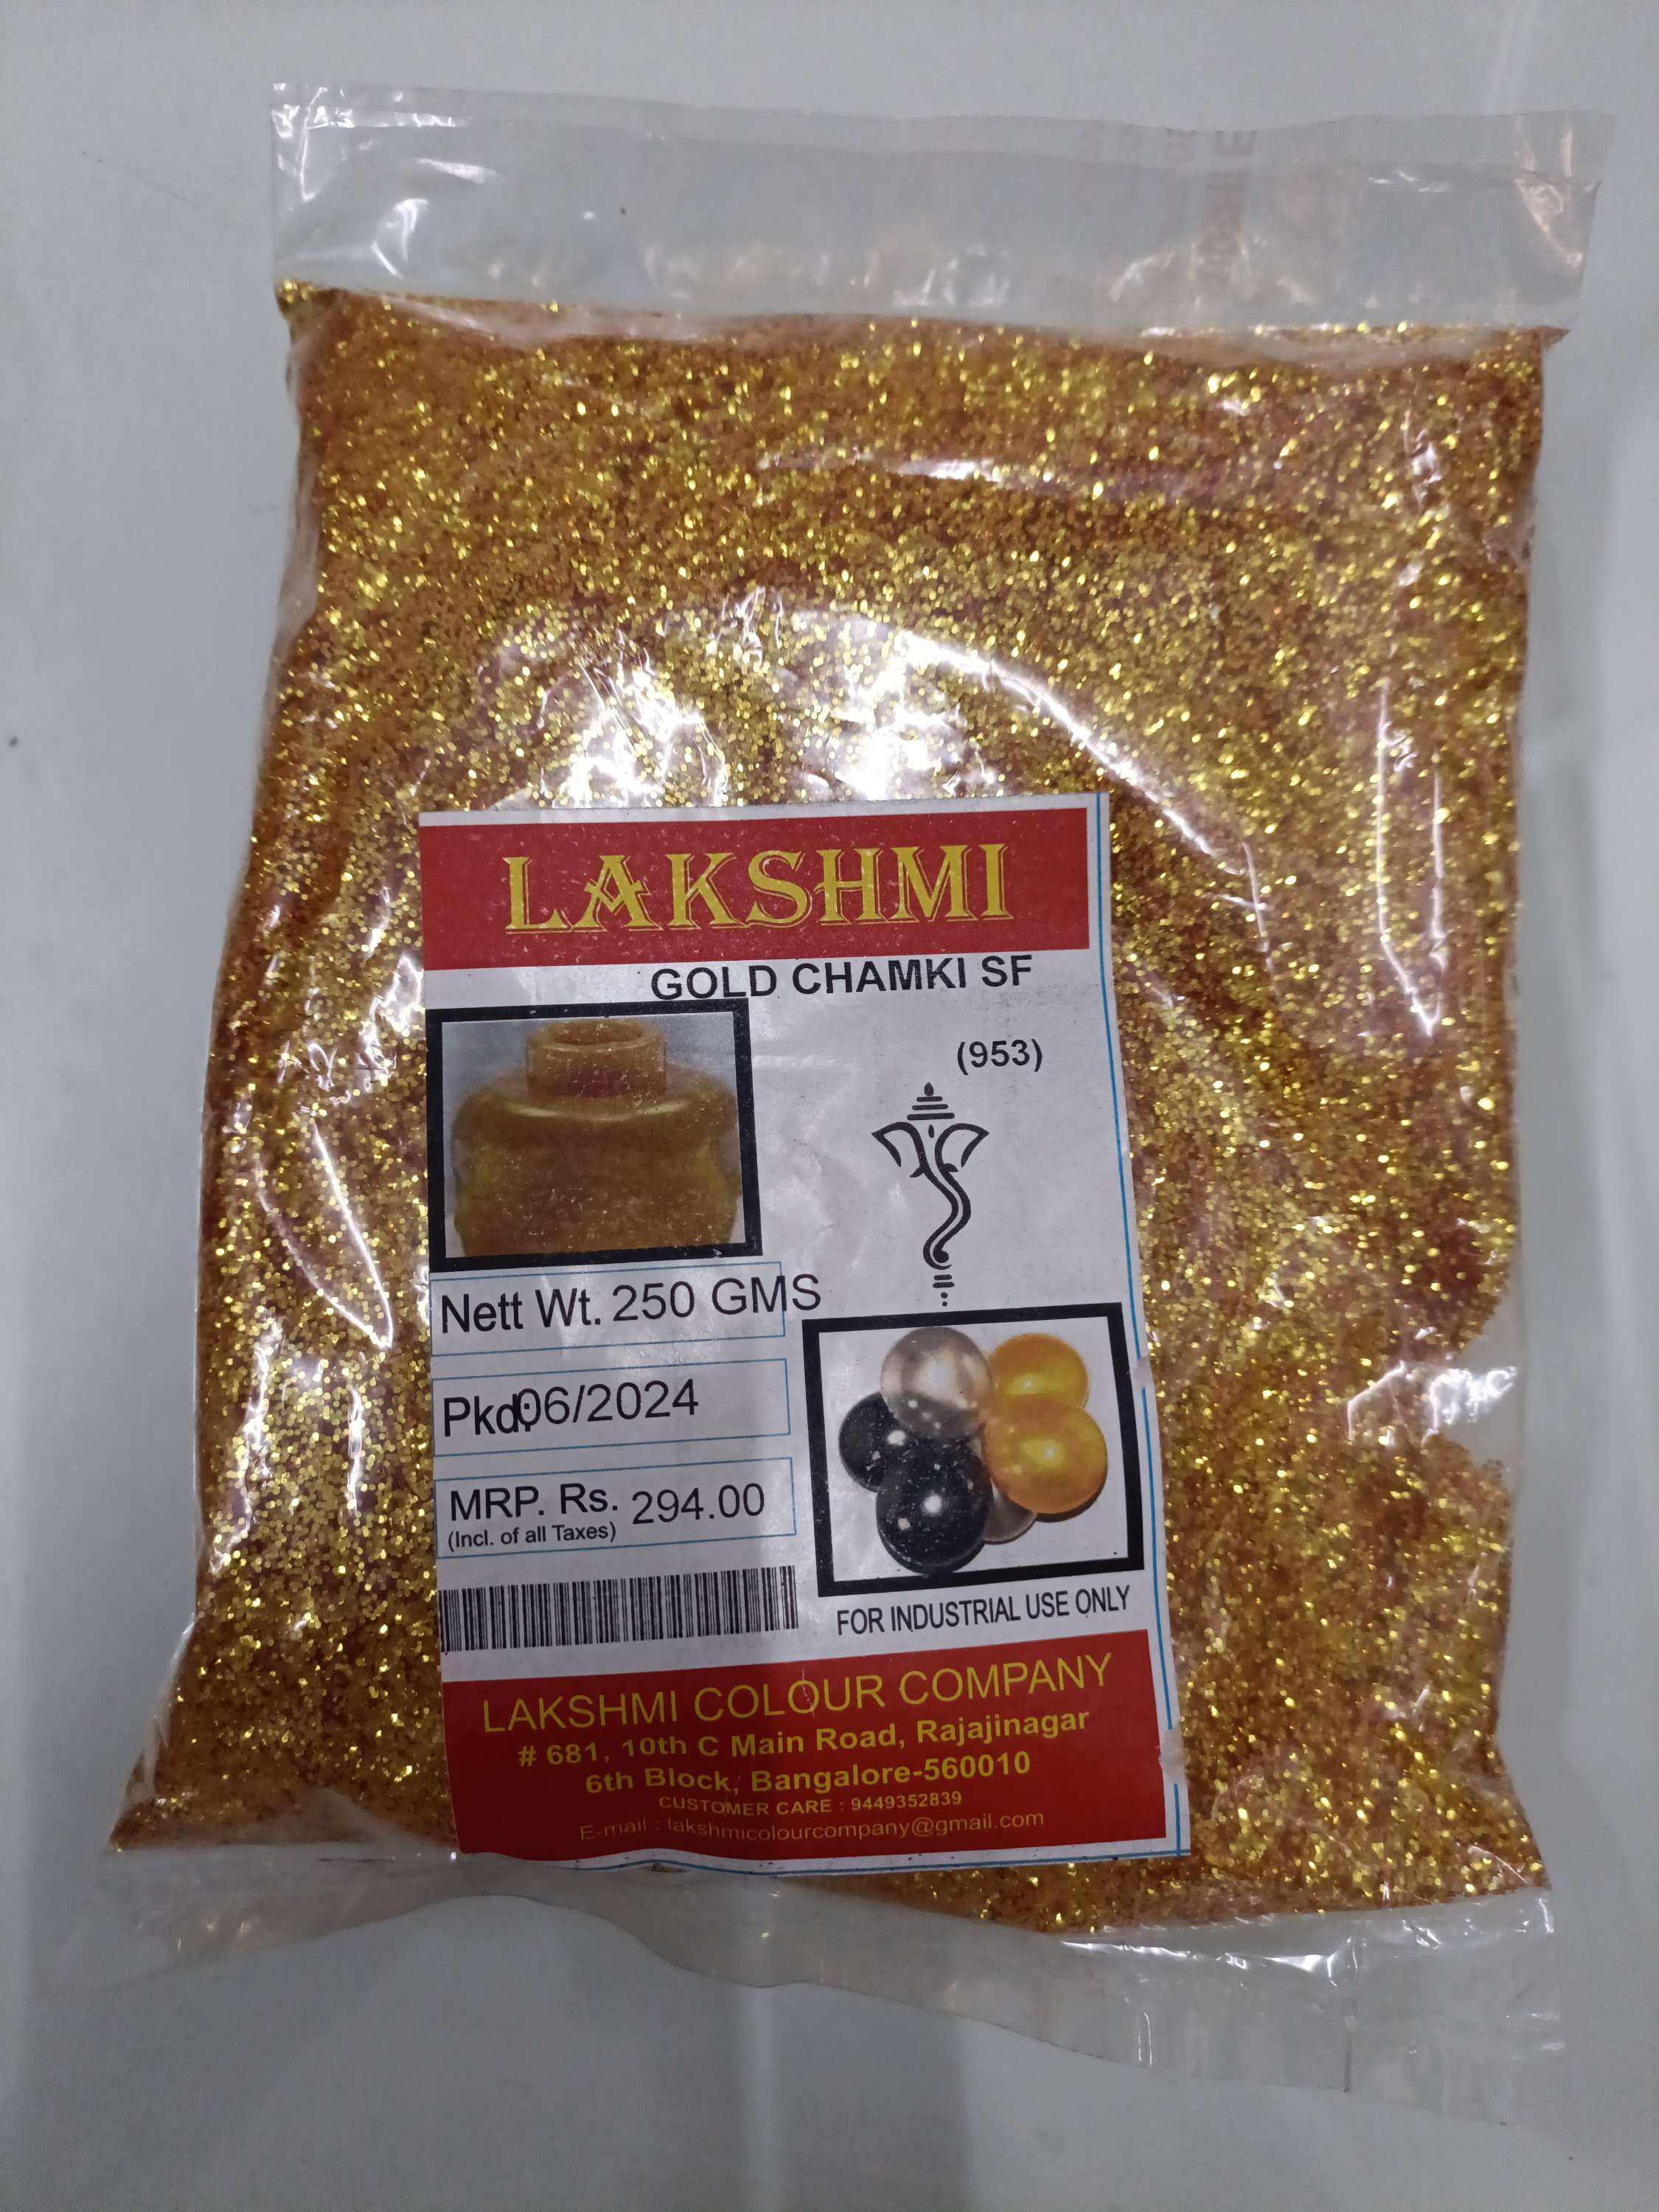 LAKSHMI
GOLD CHAMKI SF
(953)
Nett Wt. 250 GMS
Pkd: 06/2024
MRP. Rs. 294.00
(Incl. of all Taxes)
FOR INDUSTRIAL USE ONLY
LAKSHMI COLOUR COMPANY
# 681, 10th C Main Road, Rajajinagar
6th Block, Bangalore-560010
CUSTOMER CARE : 9449352839
E-mail : lakshmicolourcompany@gmail.com